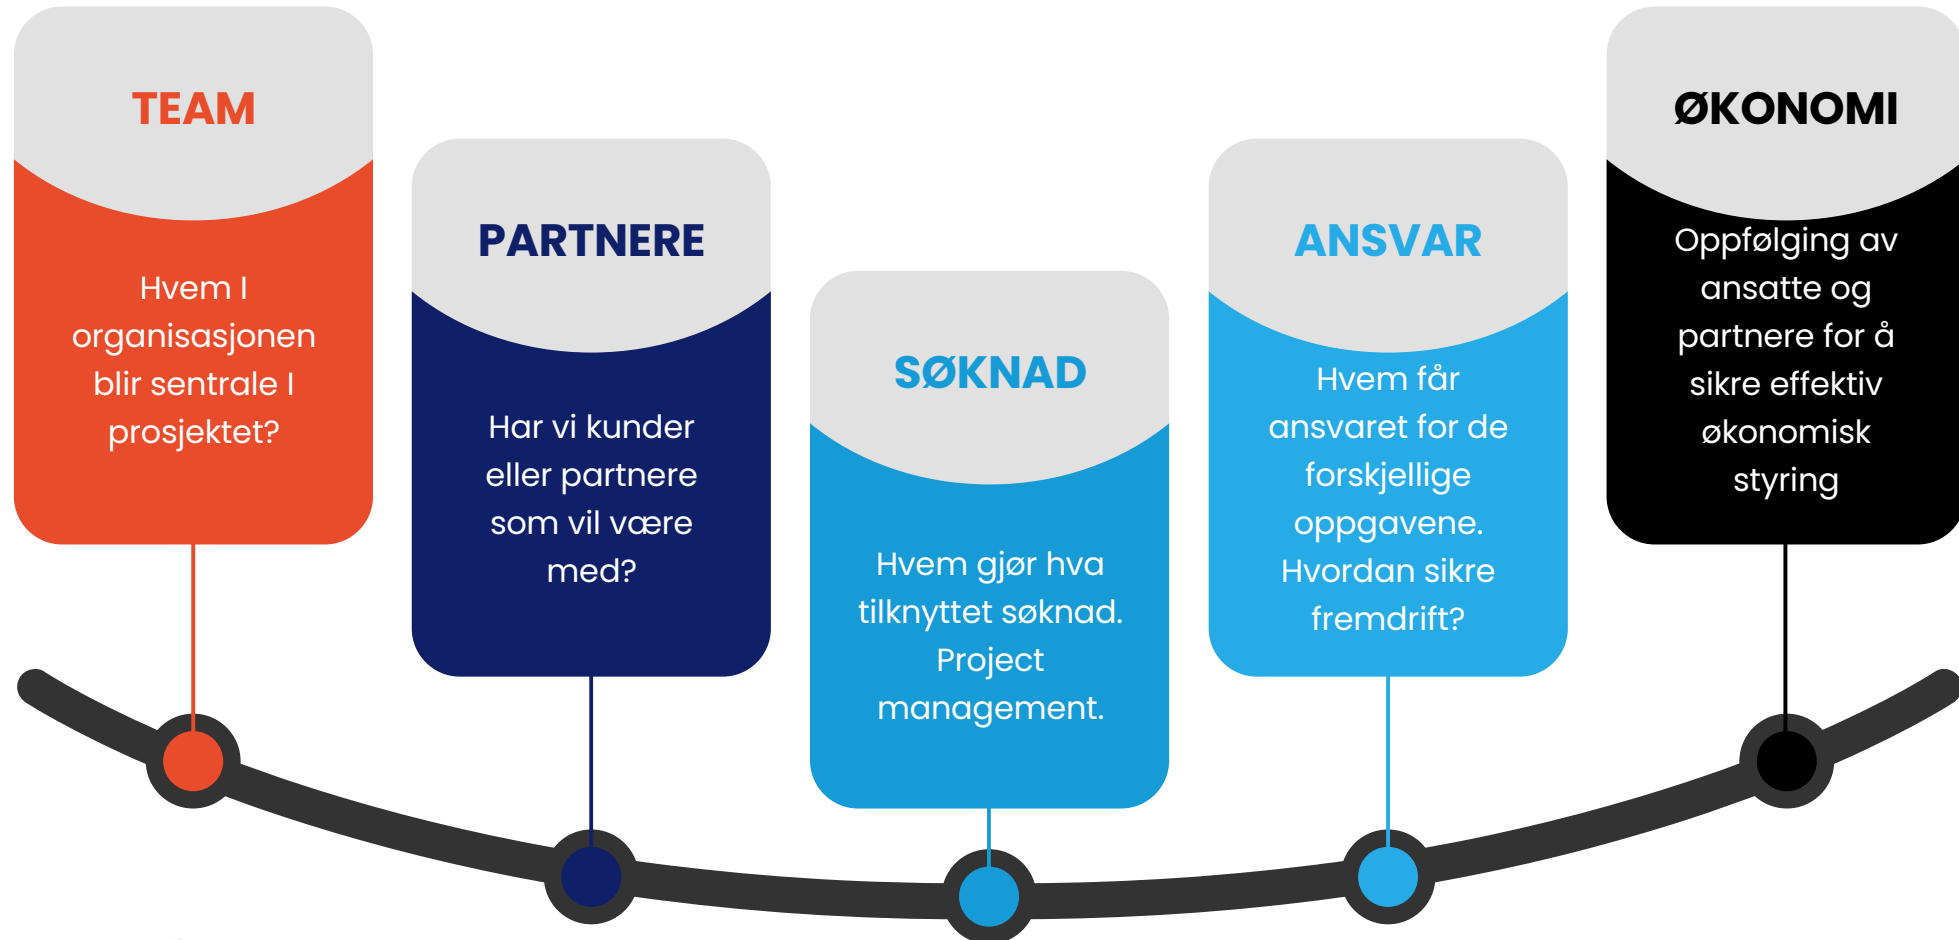 TEAM
Hvem I
organisasjonen
blir sentrale I
prosjektet?
PARTNERE
Har vi kunder
eller partnere
som vil være
med?
SØKNAD
Hvem gjør hva
tilknyttet søknad.
Project
management.
ANSVAR
Hvem får
ansvaret for de
forskjellige
oppgavene.
Hvordan sikre
fremdrift?
ØKONOMI
Oppfølging av
ansatte og
partnere for å
sikre effektiv
økonomisk
styring